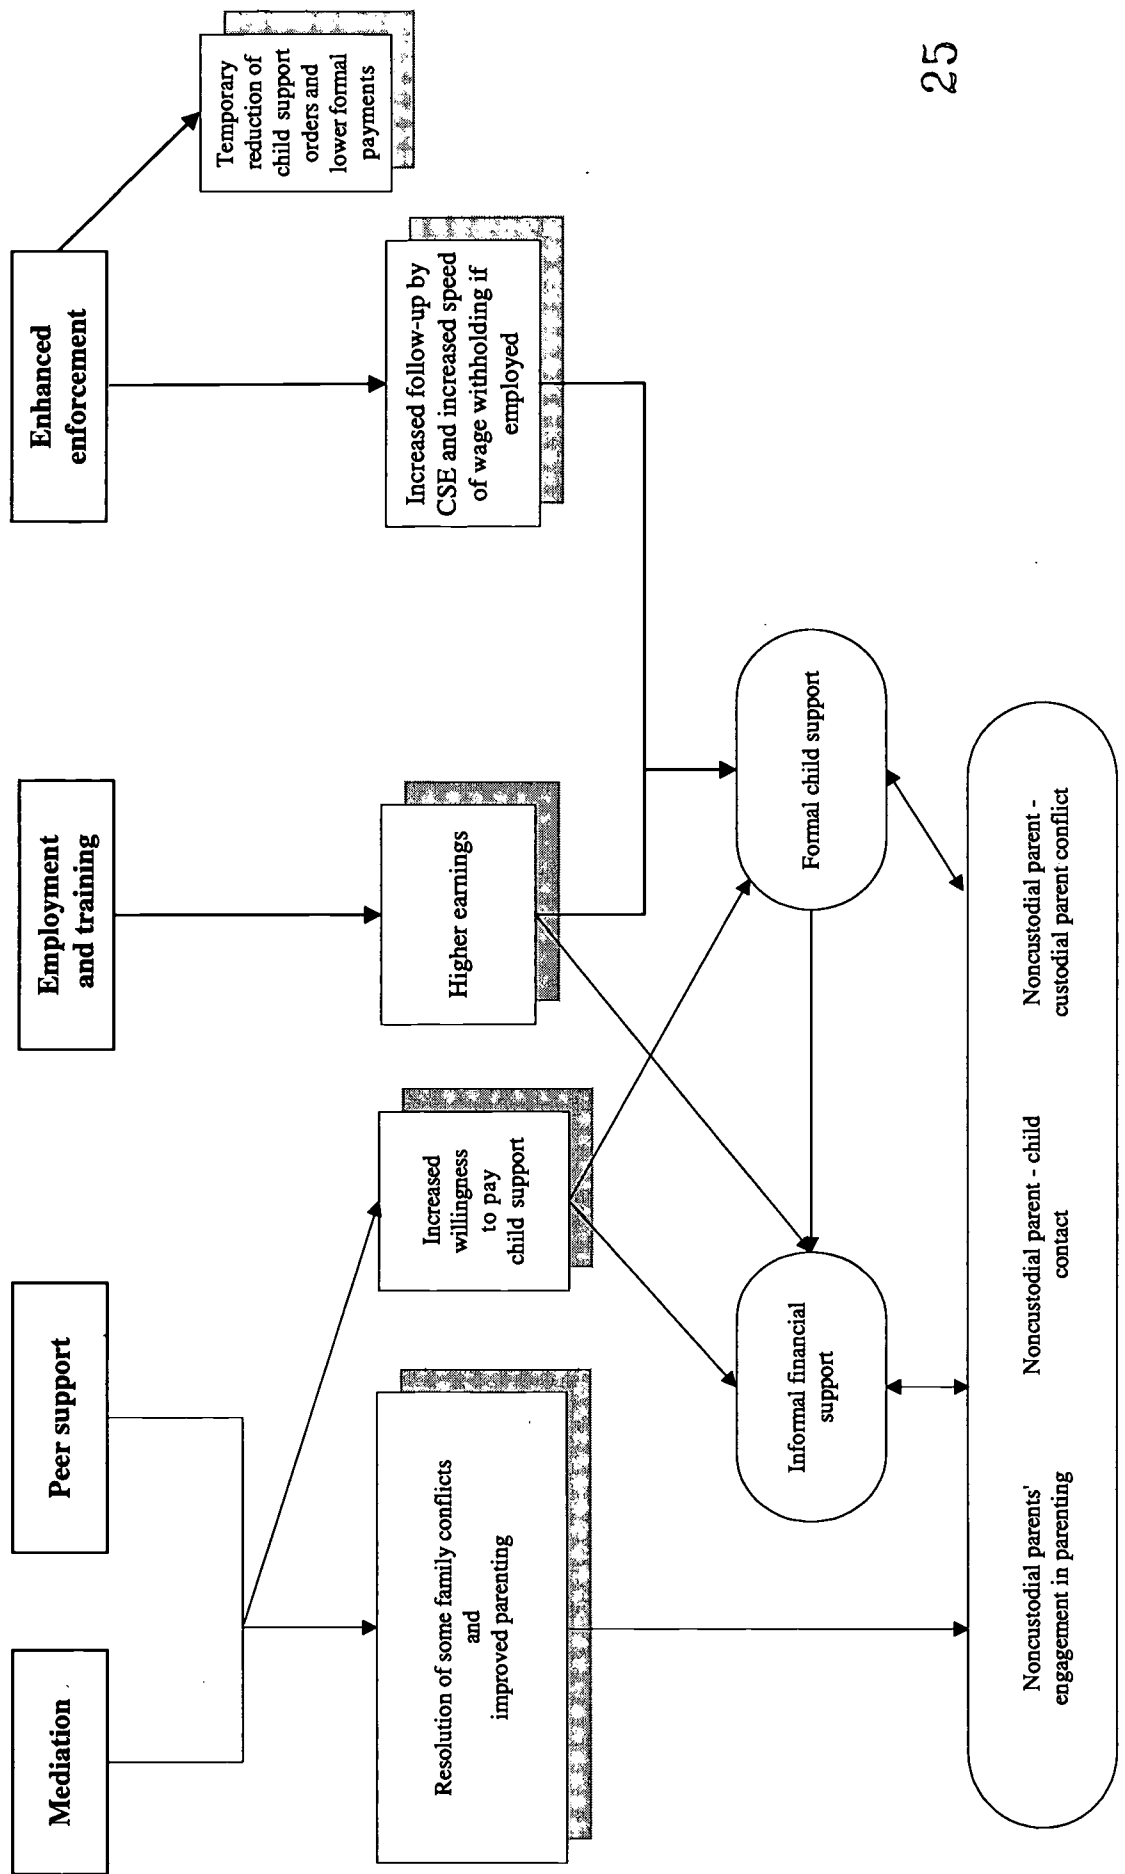 Mediation
Peer support
Employment
and training
Enhanced
enforcement
Temporary
reduction of
child support
orders and
lower formal
payments
Resolution of some family conflicts
and
improved parenting
Increased
willingness
to pay
child support
Higher earnings
Increased follow-up by
CSE and increased speed
of wage withholding if
employed
Informal financial
support
Formal child support
Noncustodial parents'
engagement in parenting
Noncustodial parent - child
contact
Noncustodial parent -
custodial parent conflict
25